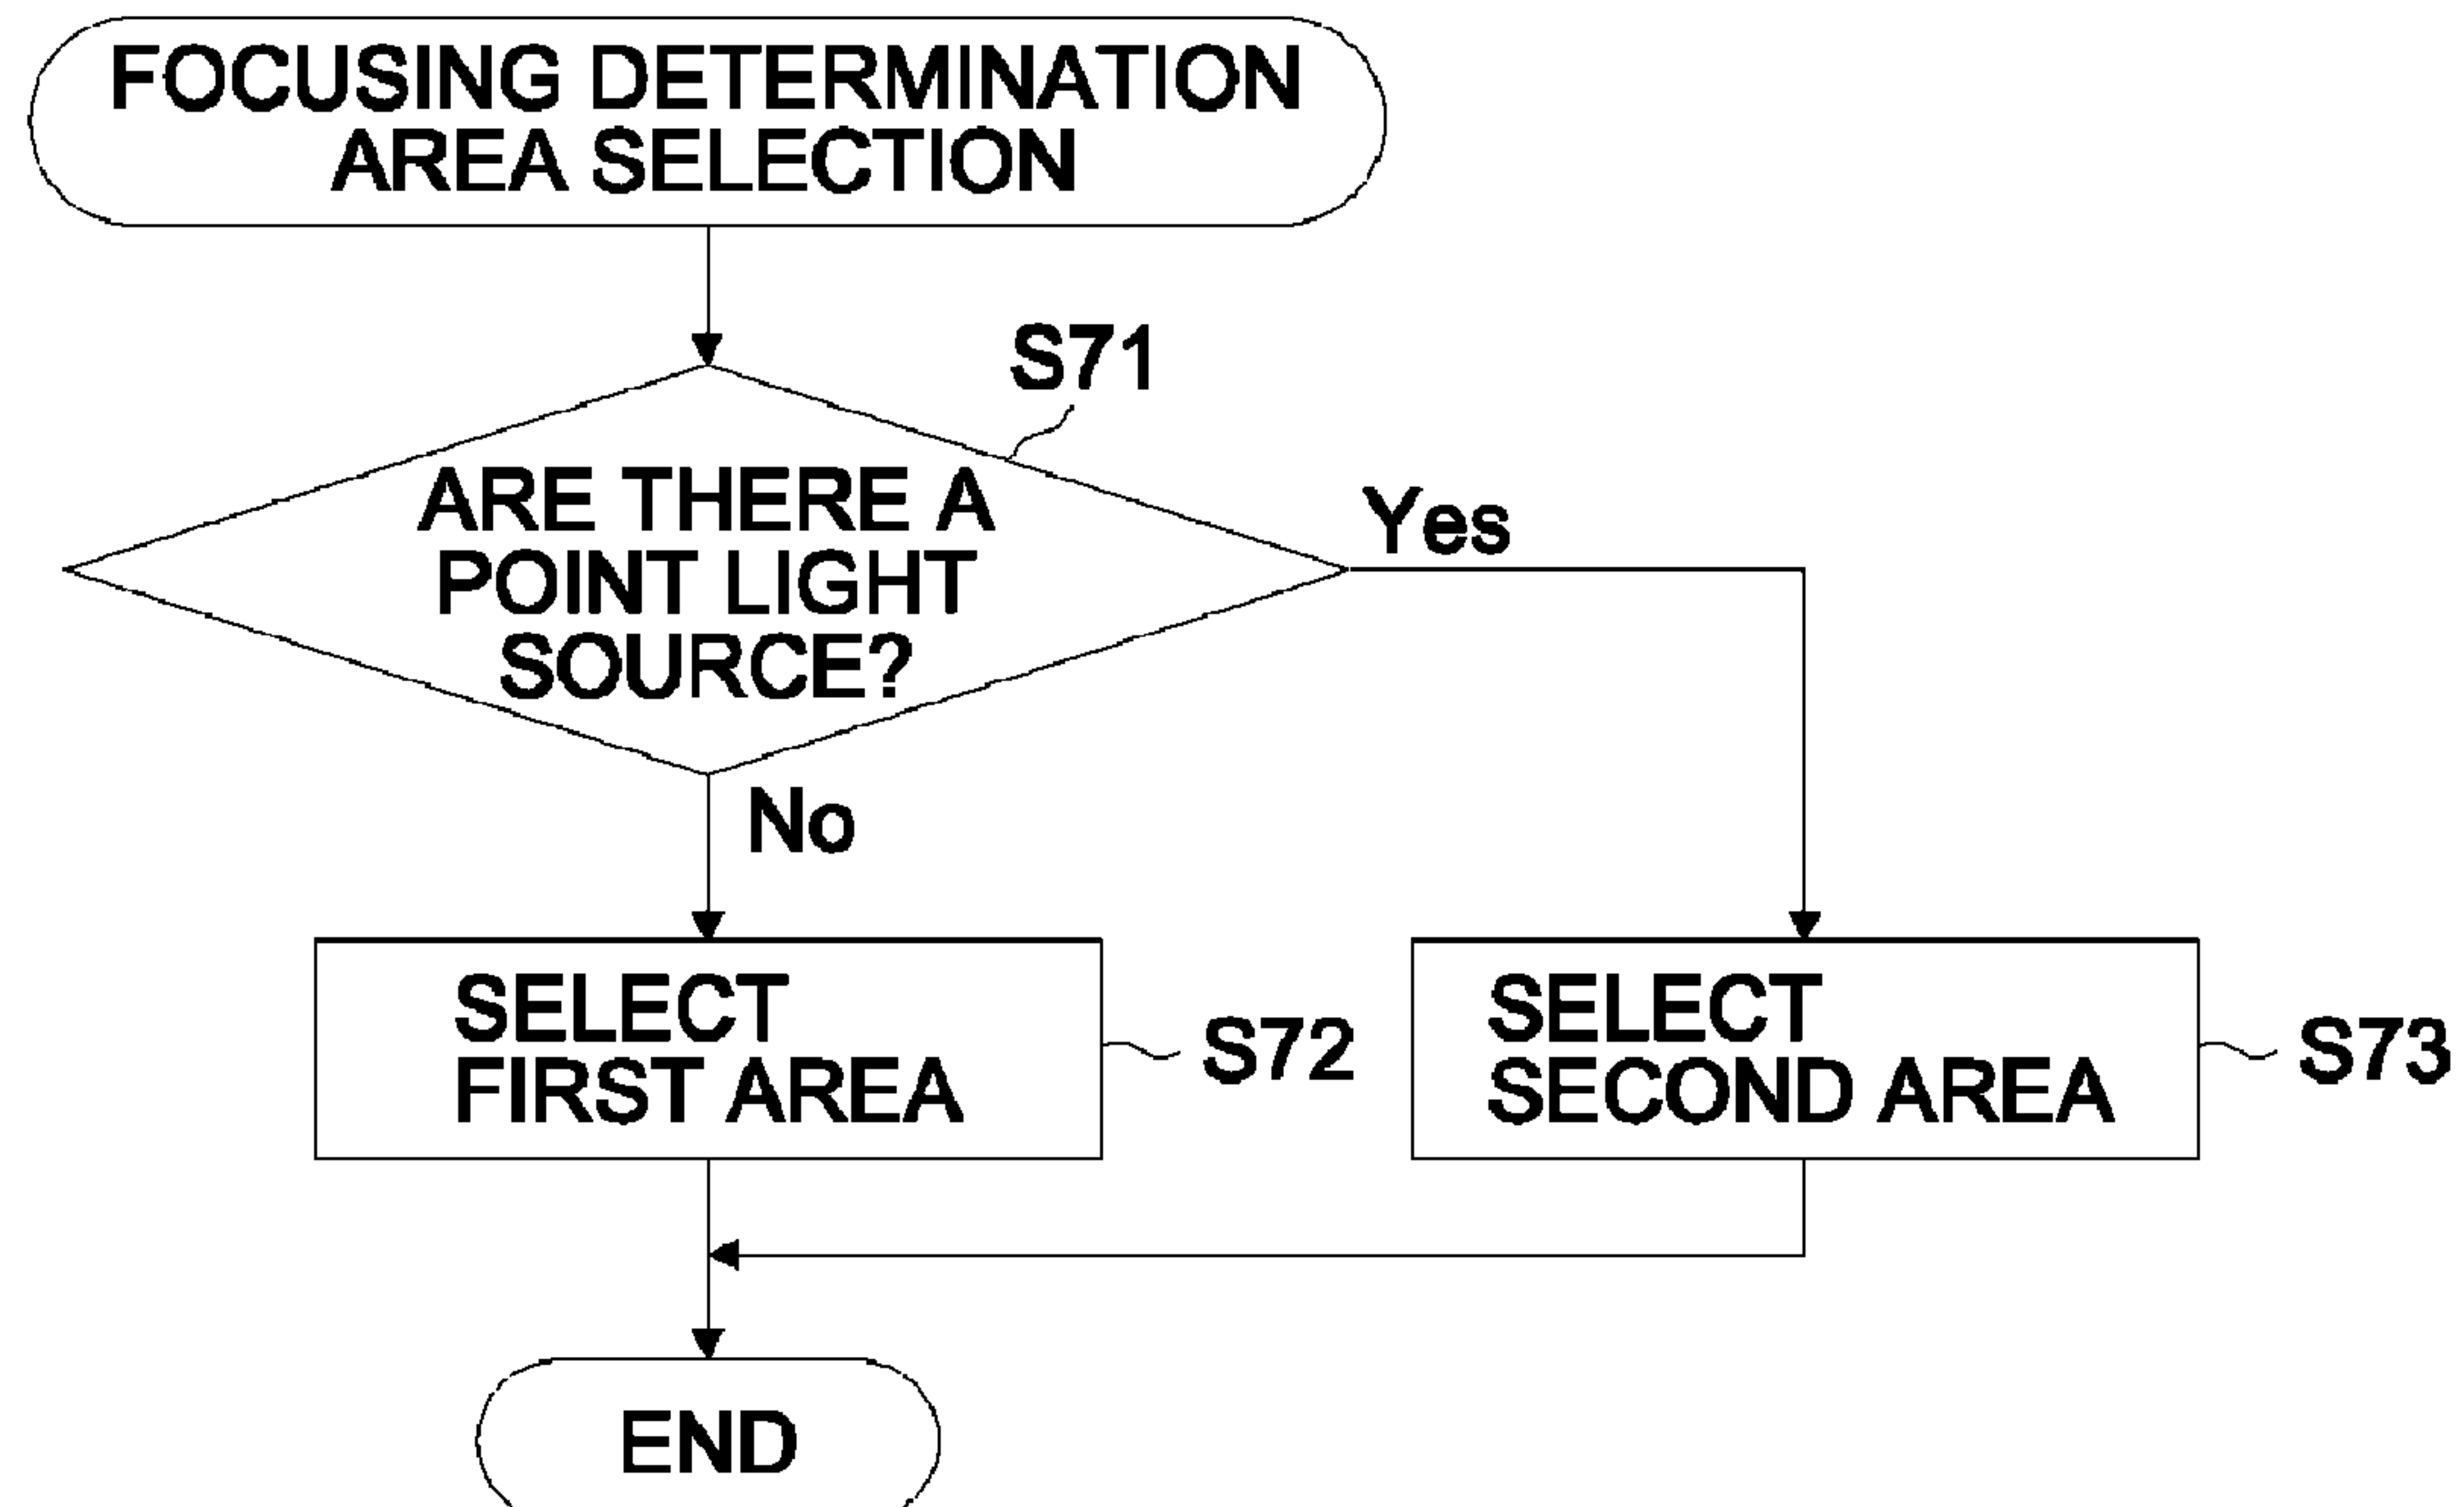 FOCUSING DETERMINATION
AREA SELECTION
S71
ARE THERE A
POINT LIGHT
SOURCE?
Yes
No
SELECT
FIRST AREA
S72
SELECT
SECOND AREA
S73
END